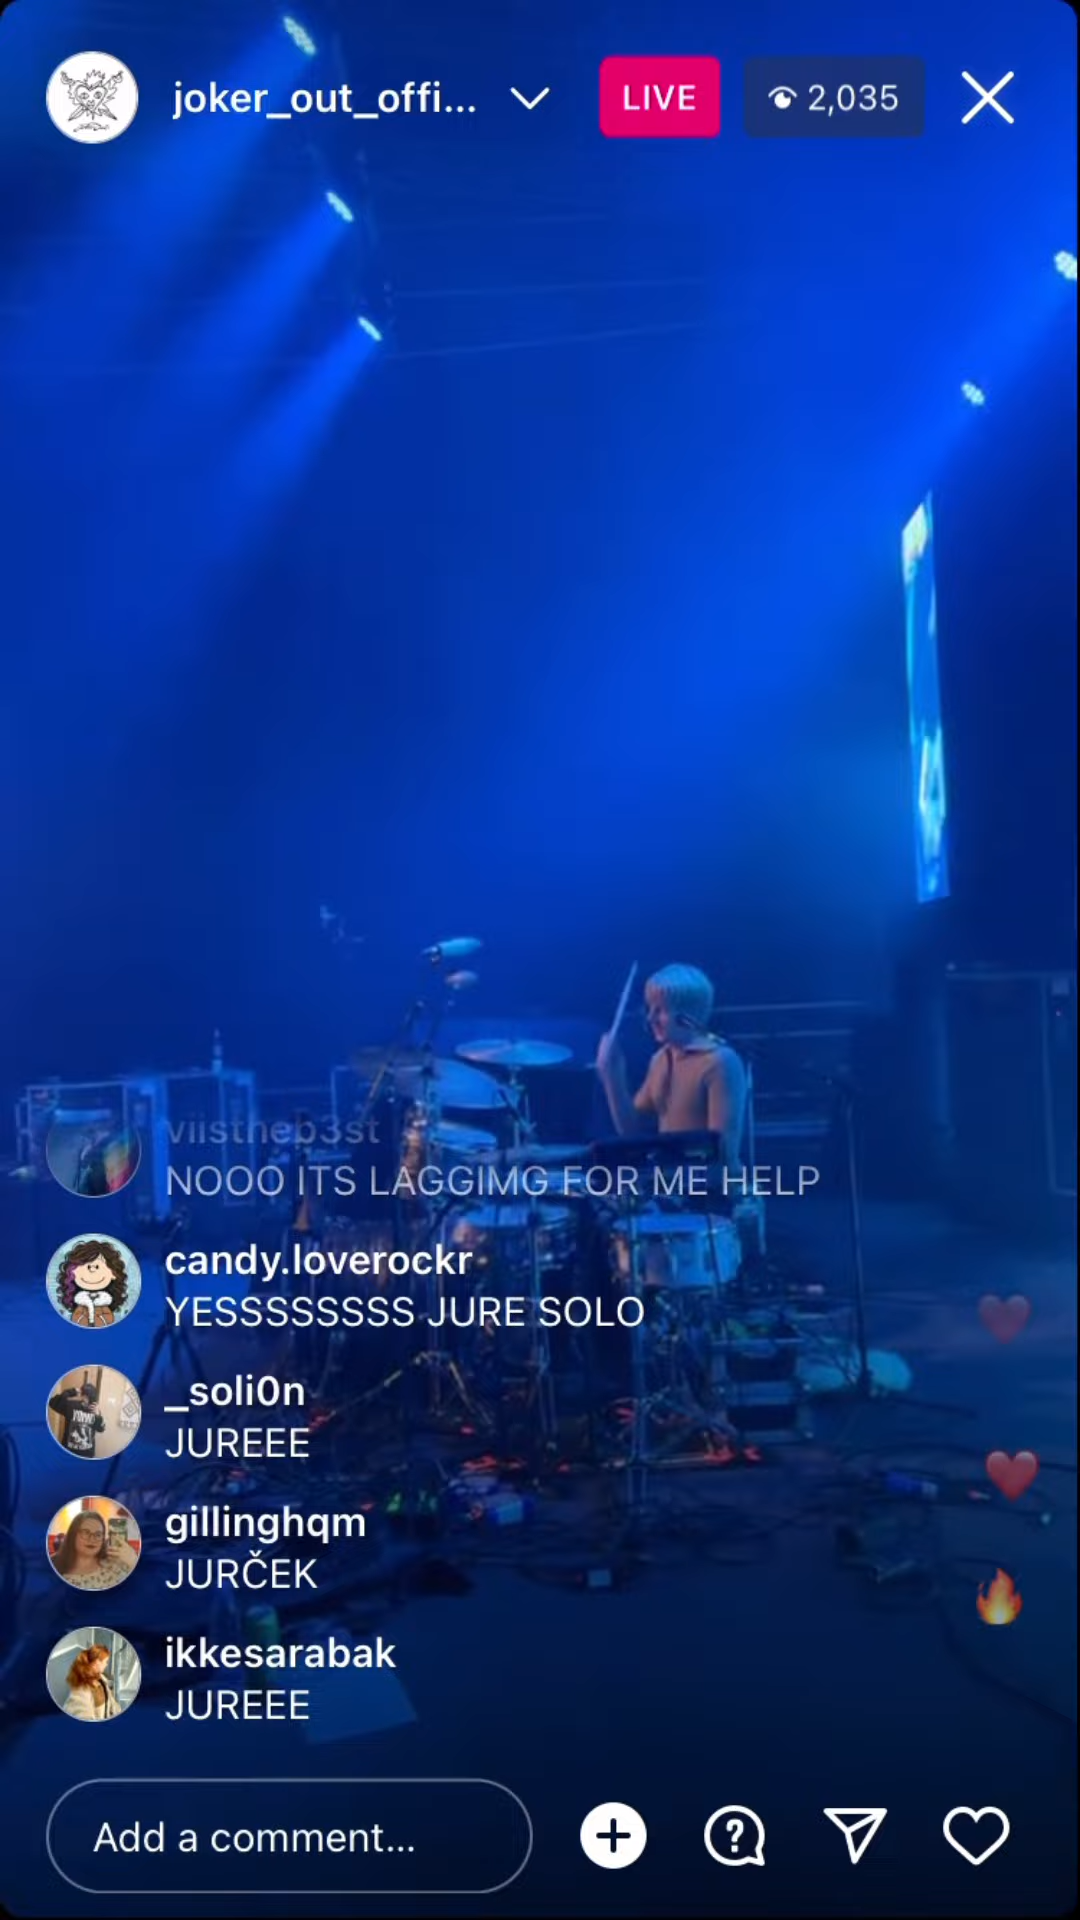 joker_out_offi...
LIVE
2,035
viistheb3st
NOOO ITS LAGGIMG FOR ME HELP
candy.loverockr
YESSSSSSSS JURE SOLO
_soli0n
JUREEE
gillinghqm
JURČEK
ikkesarabak
JUREEE
Add a comment...